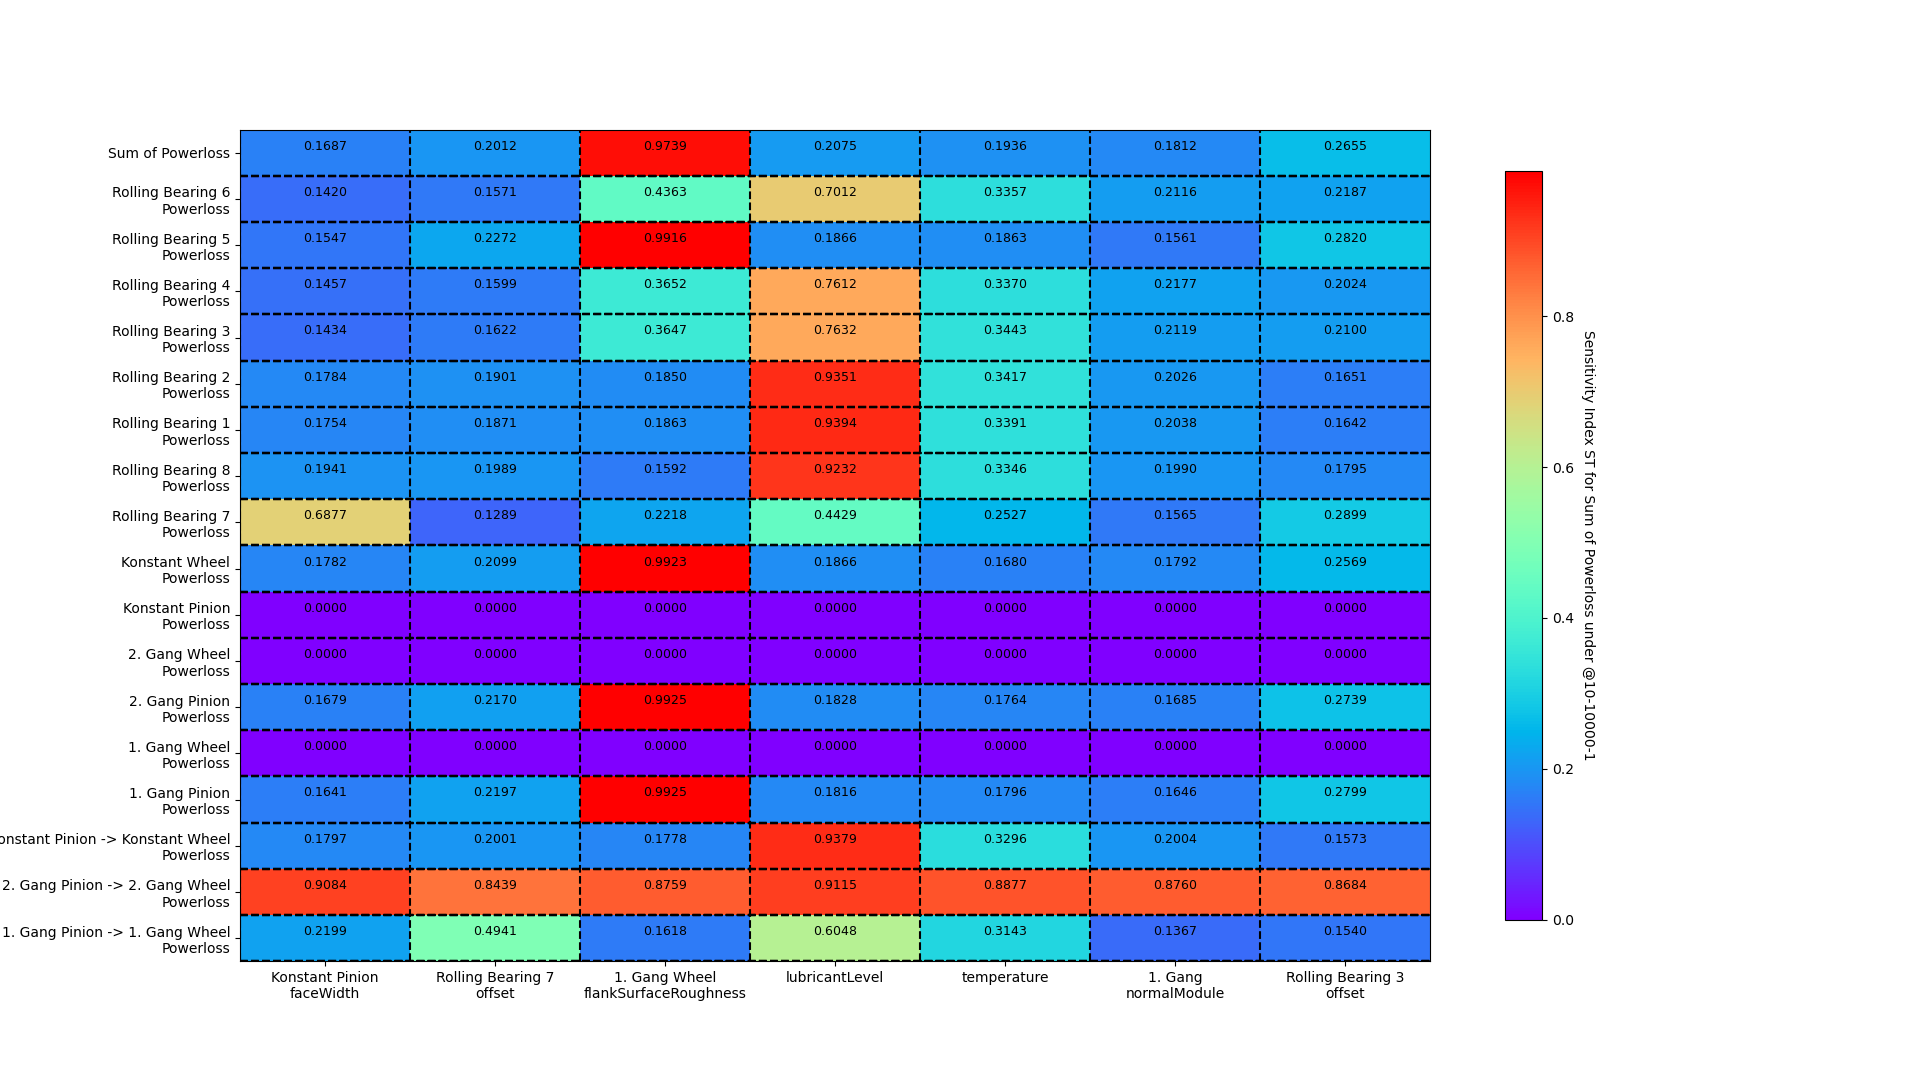 Sum of Powerloss 0.1687 0.2012 0.9739 0.2075 0.1936 0.1812 0.2655
Rolling Bearing 6
Powerloss 0.1420 0.1571 0.4363 0.7012 0.3357 0.2116 0.2187
Rolling Bearing 5
Powerloss 0.1547 0.2272 0.9916 0.1866 0.1863 0.1561 0.2820
Rolling Bearing 4
Powerloss 0.1457 0.1599 0.3652 0.7612 0.3370 0.2177 0.2024
Rolling Bearing 3
Powerloss 0.1434 0.1622 0.3647 0.7632 0.3443 0.2119 0.2100
Rolling Bearing 2
Powerloss 0.1784 0.1901 0.1850 0.9351 0.3417 0.2026 0.1651
Rolling Bearing 1
Powerloss 0.1754 0.1871 0.1863 0.9394 0.3391 0.2038 0.1642
Rolling Bearing 8
Powerloss 0.1941 0.1989 0.1592 0.9232 0.3346 0.1990 0.1795
Rolling Bearing 7
Powerloss 0.6877 0.1289 0.2218 0.4429 0.2527 0.1565 0.2899
Konstant Wheel
Powerloss 0.1782 0.2099 0.9923 0.1866 0.1680 0.1792 0.2569
Konstant Pinion
Powerloss 0.0000 0.0000 0.0000 0.0000 0.0000 0.0000 0.0000
2. Gang Wheel
Powerloss 0.0000 0.0000 0.0000 0.0000 0.0000 0.0000 0.0000
2. Gang Pinion
Powerloss 0.1679 0.2170 0.9925 0.1828 0.1764 0.1685 0.2739
1. Gang Wheel
Powerloss 0.0000 0.0000 0.0000 0.0000 0.0000 0.0000 0.0000
1. Gang Pinion
Powerloss 0.1641 0.2197 0.9925 0.1816 0.1796 0.1646 0.2799
onstant Pinion -> Konstant Wheel
Powerloss 0.1797 0.2001 0.1778 0.9379 0.3296 0.2004 0.1573
2. Gang Pinion -> 2. Gang Wheel
Powerloss 0.9084 0.8439 0.8759 0.9115 0.8877 0.8760 0.8684
1. Gang Pinion -> 1. Gang Wheel
Powerloss 0.2199 0.4941 0.1618 0.6048 0.3143 0.1367 0.1540
Konstant Pinion
faceWidth
Rolling Bearing 7
offset
1. Gang Wheel
flankSurfaceRoughness
lubricantLevel
temperature
1. Gang
normalModule
Rolling Bearing 3
offset
0.8
0.6
0.4
0.2
0.0
Sensitivity Index ST for Sum of Powerloss under @10-10000-1